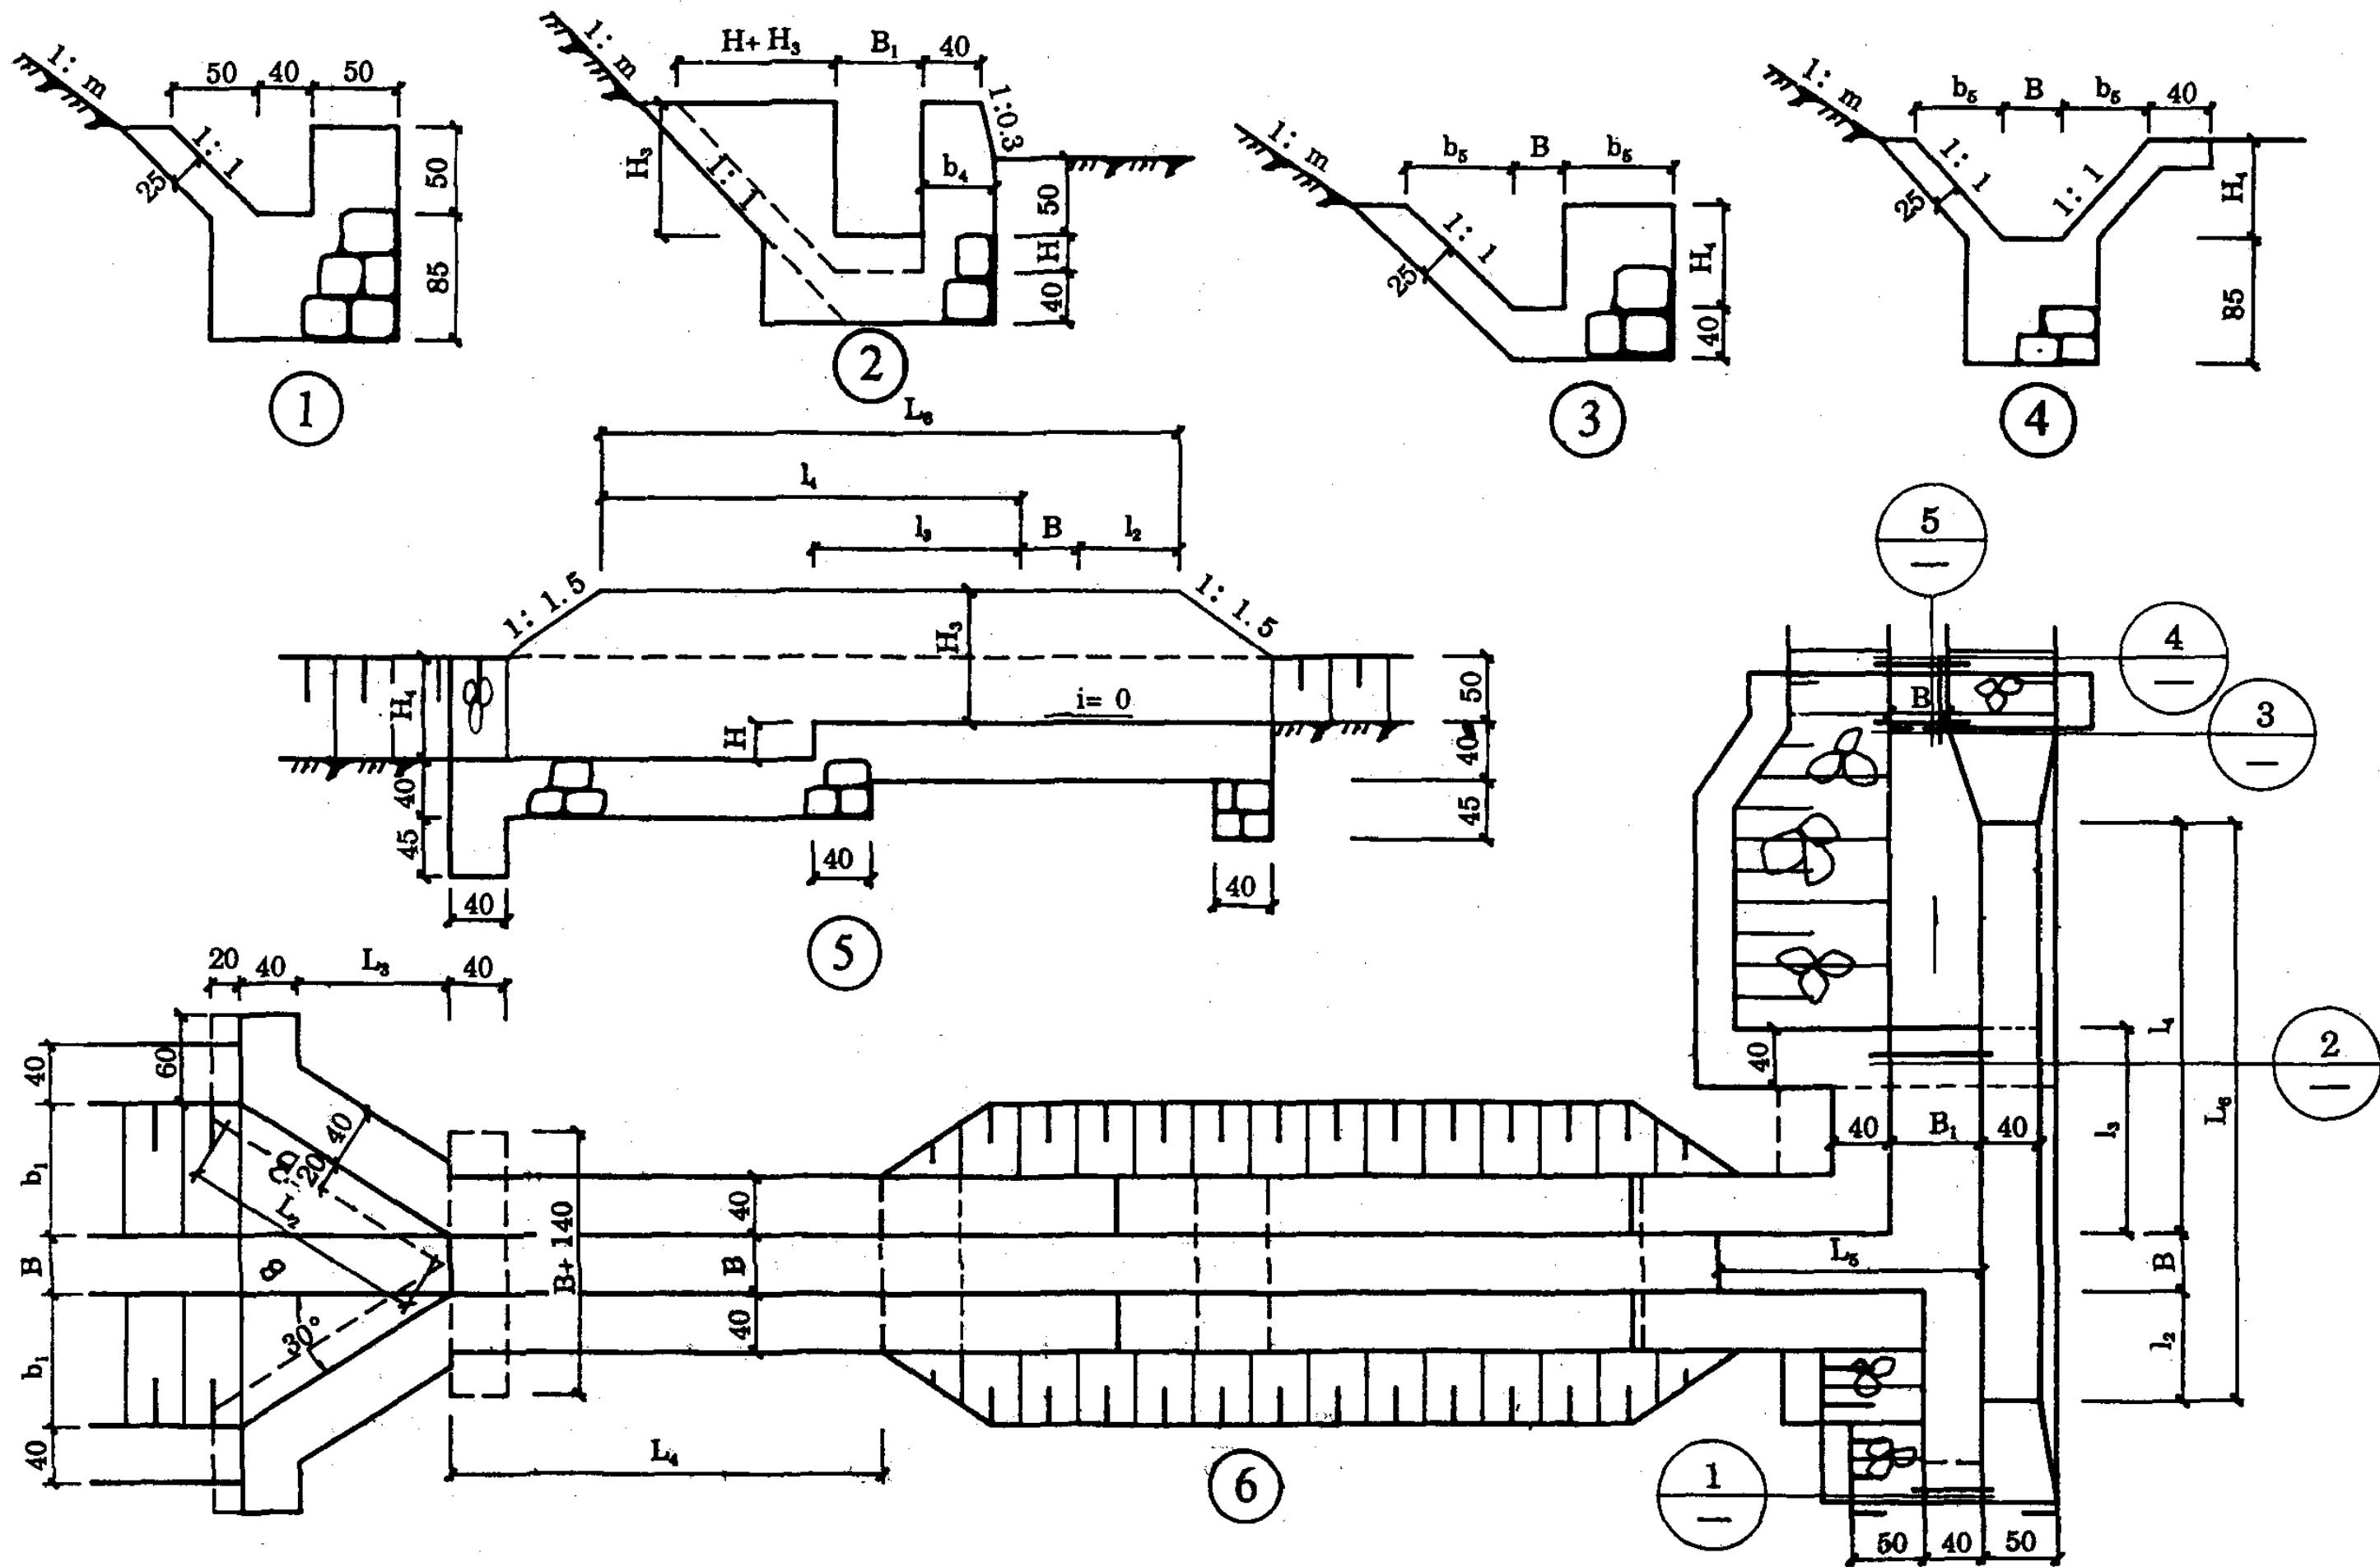 1: m
50 40 50
1: 1
25
50
85
1
1: m
H+ H₃ B₁ 40
1:0.3
H₃
1: 1
b₄
50
H
40
2
1: m
b₅ B b₅
1: 1
25
H₄
40
3
1: m
b₅ B b₅ 40
1: 1
1: 1
25
H₄
85
4
L₆
l₄
l₃ B l₂
1: 1.5
1: 1.5
H₃
H₄
i= 0
H
50
40
45
40
45
40
40
40
5
20 40 L₃ 40
40
60
b₁
B
b₁
40
40
20
30°
B+ 140
40
B
40
L₄
L₅
6
5
4
3
2
1
B
40
40 B₁ 40
l₄
l₃
L₆
B
l₂
50 40 50